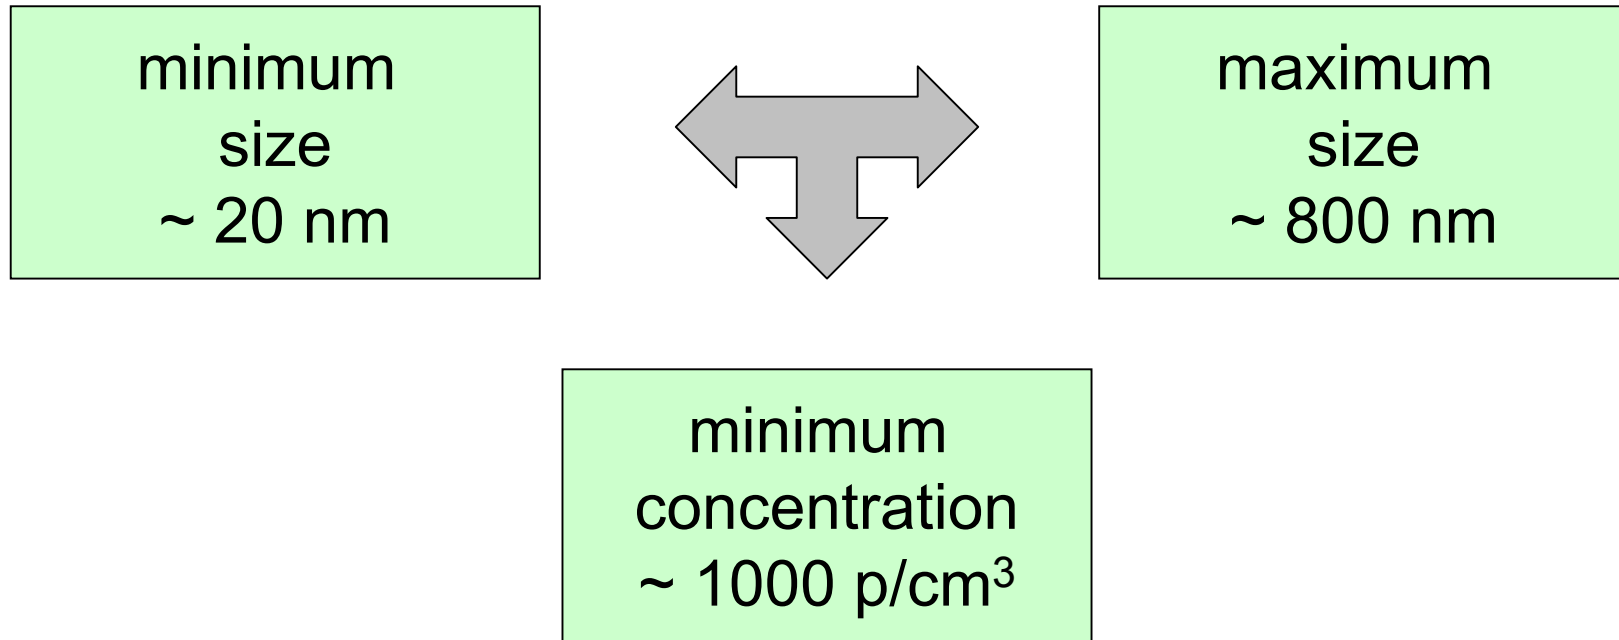 minimum
size
~ 20 nm
maximum
size
~ 800 nm
minimum
concentration
~ 1000 p/cm³